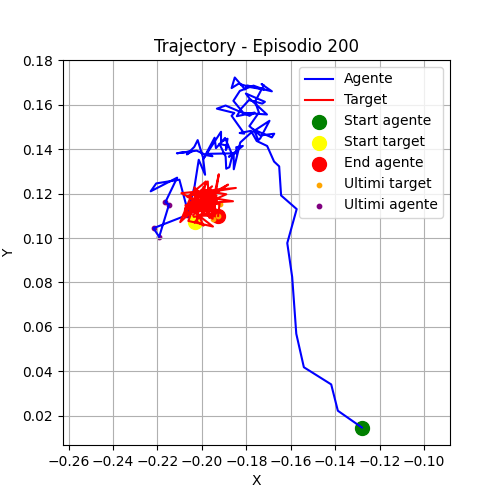 Trajectory - Episodio 200
Agente
Target
Start agente
Start target
End agente
Ultimi target
Ultimi agente
0.18
0.16
0.14
0.12
0.10
0.08
0.06
0.04
0.02
Y
−0.26 −0.24 −0.22 −0.20 −0.18 −0.16 −0.14 −0.12 −0.10
X